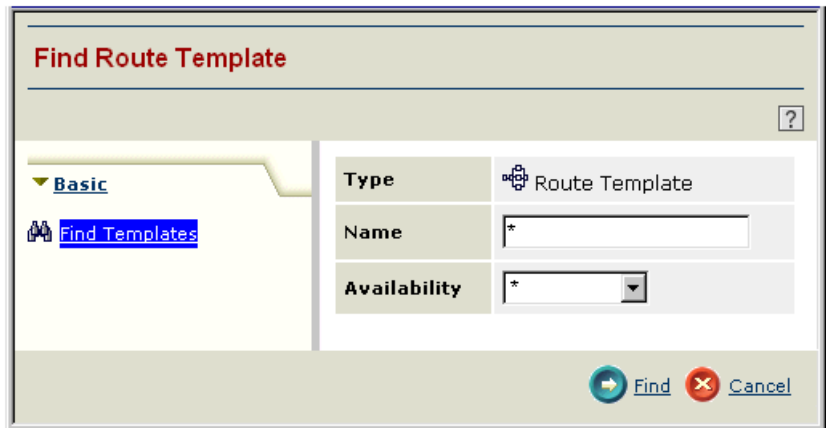 Find Route Template
?
Basic
Find Templates
Type Route Template
Name *
Availability *
Find Cancel